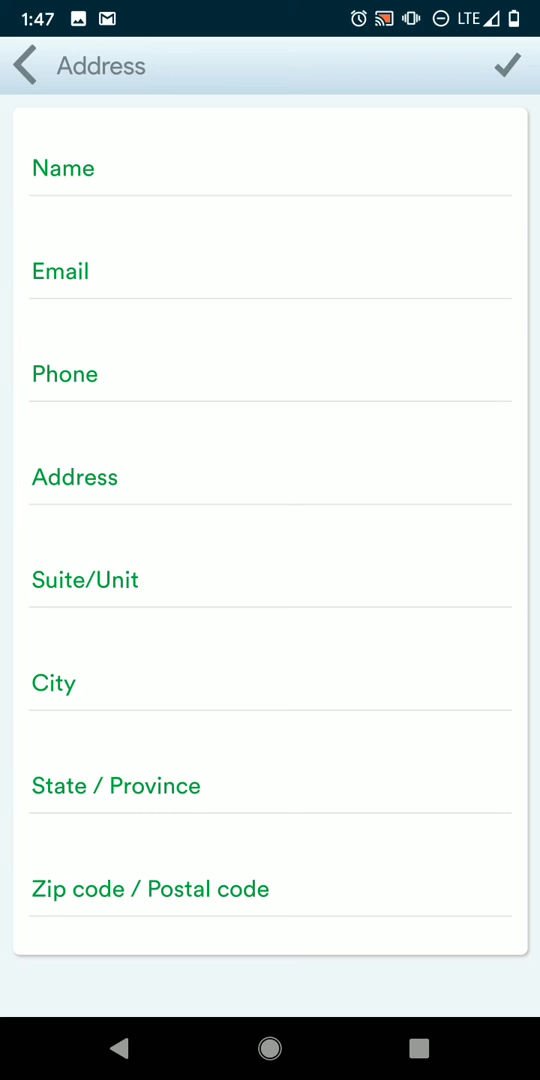 1:47 LTE
Address
Name
Email
Phone
Address
Suite/Unit
City
State / Province
Zip code / Postal code